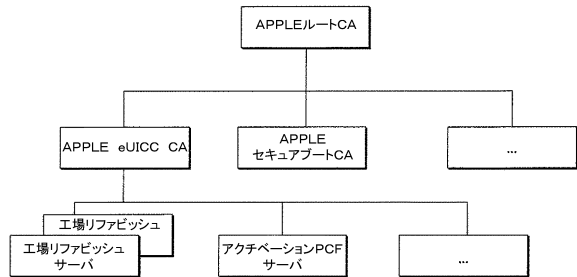 APPLEルートCA
APPLE eUICC CA
APPLE
セキュアブートCA
...
工場リファビッシュ
工場リファビッシュ
サーバ
アクチベーションPCF
サーバ
...